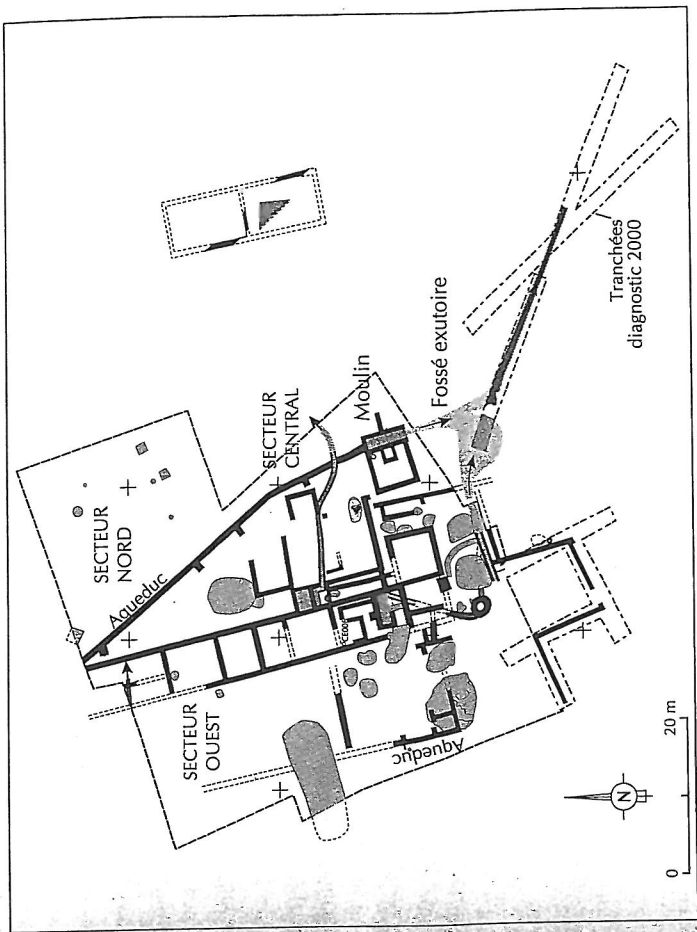 SECTEUR
NORD
Aqueduc
SECTEUR
CENTRAL
Moulin
Fossé exutoire
Tranchées
diagnostic 2000
SECTEUR
OUEST
Aqueduc
N
0
20 m